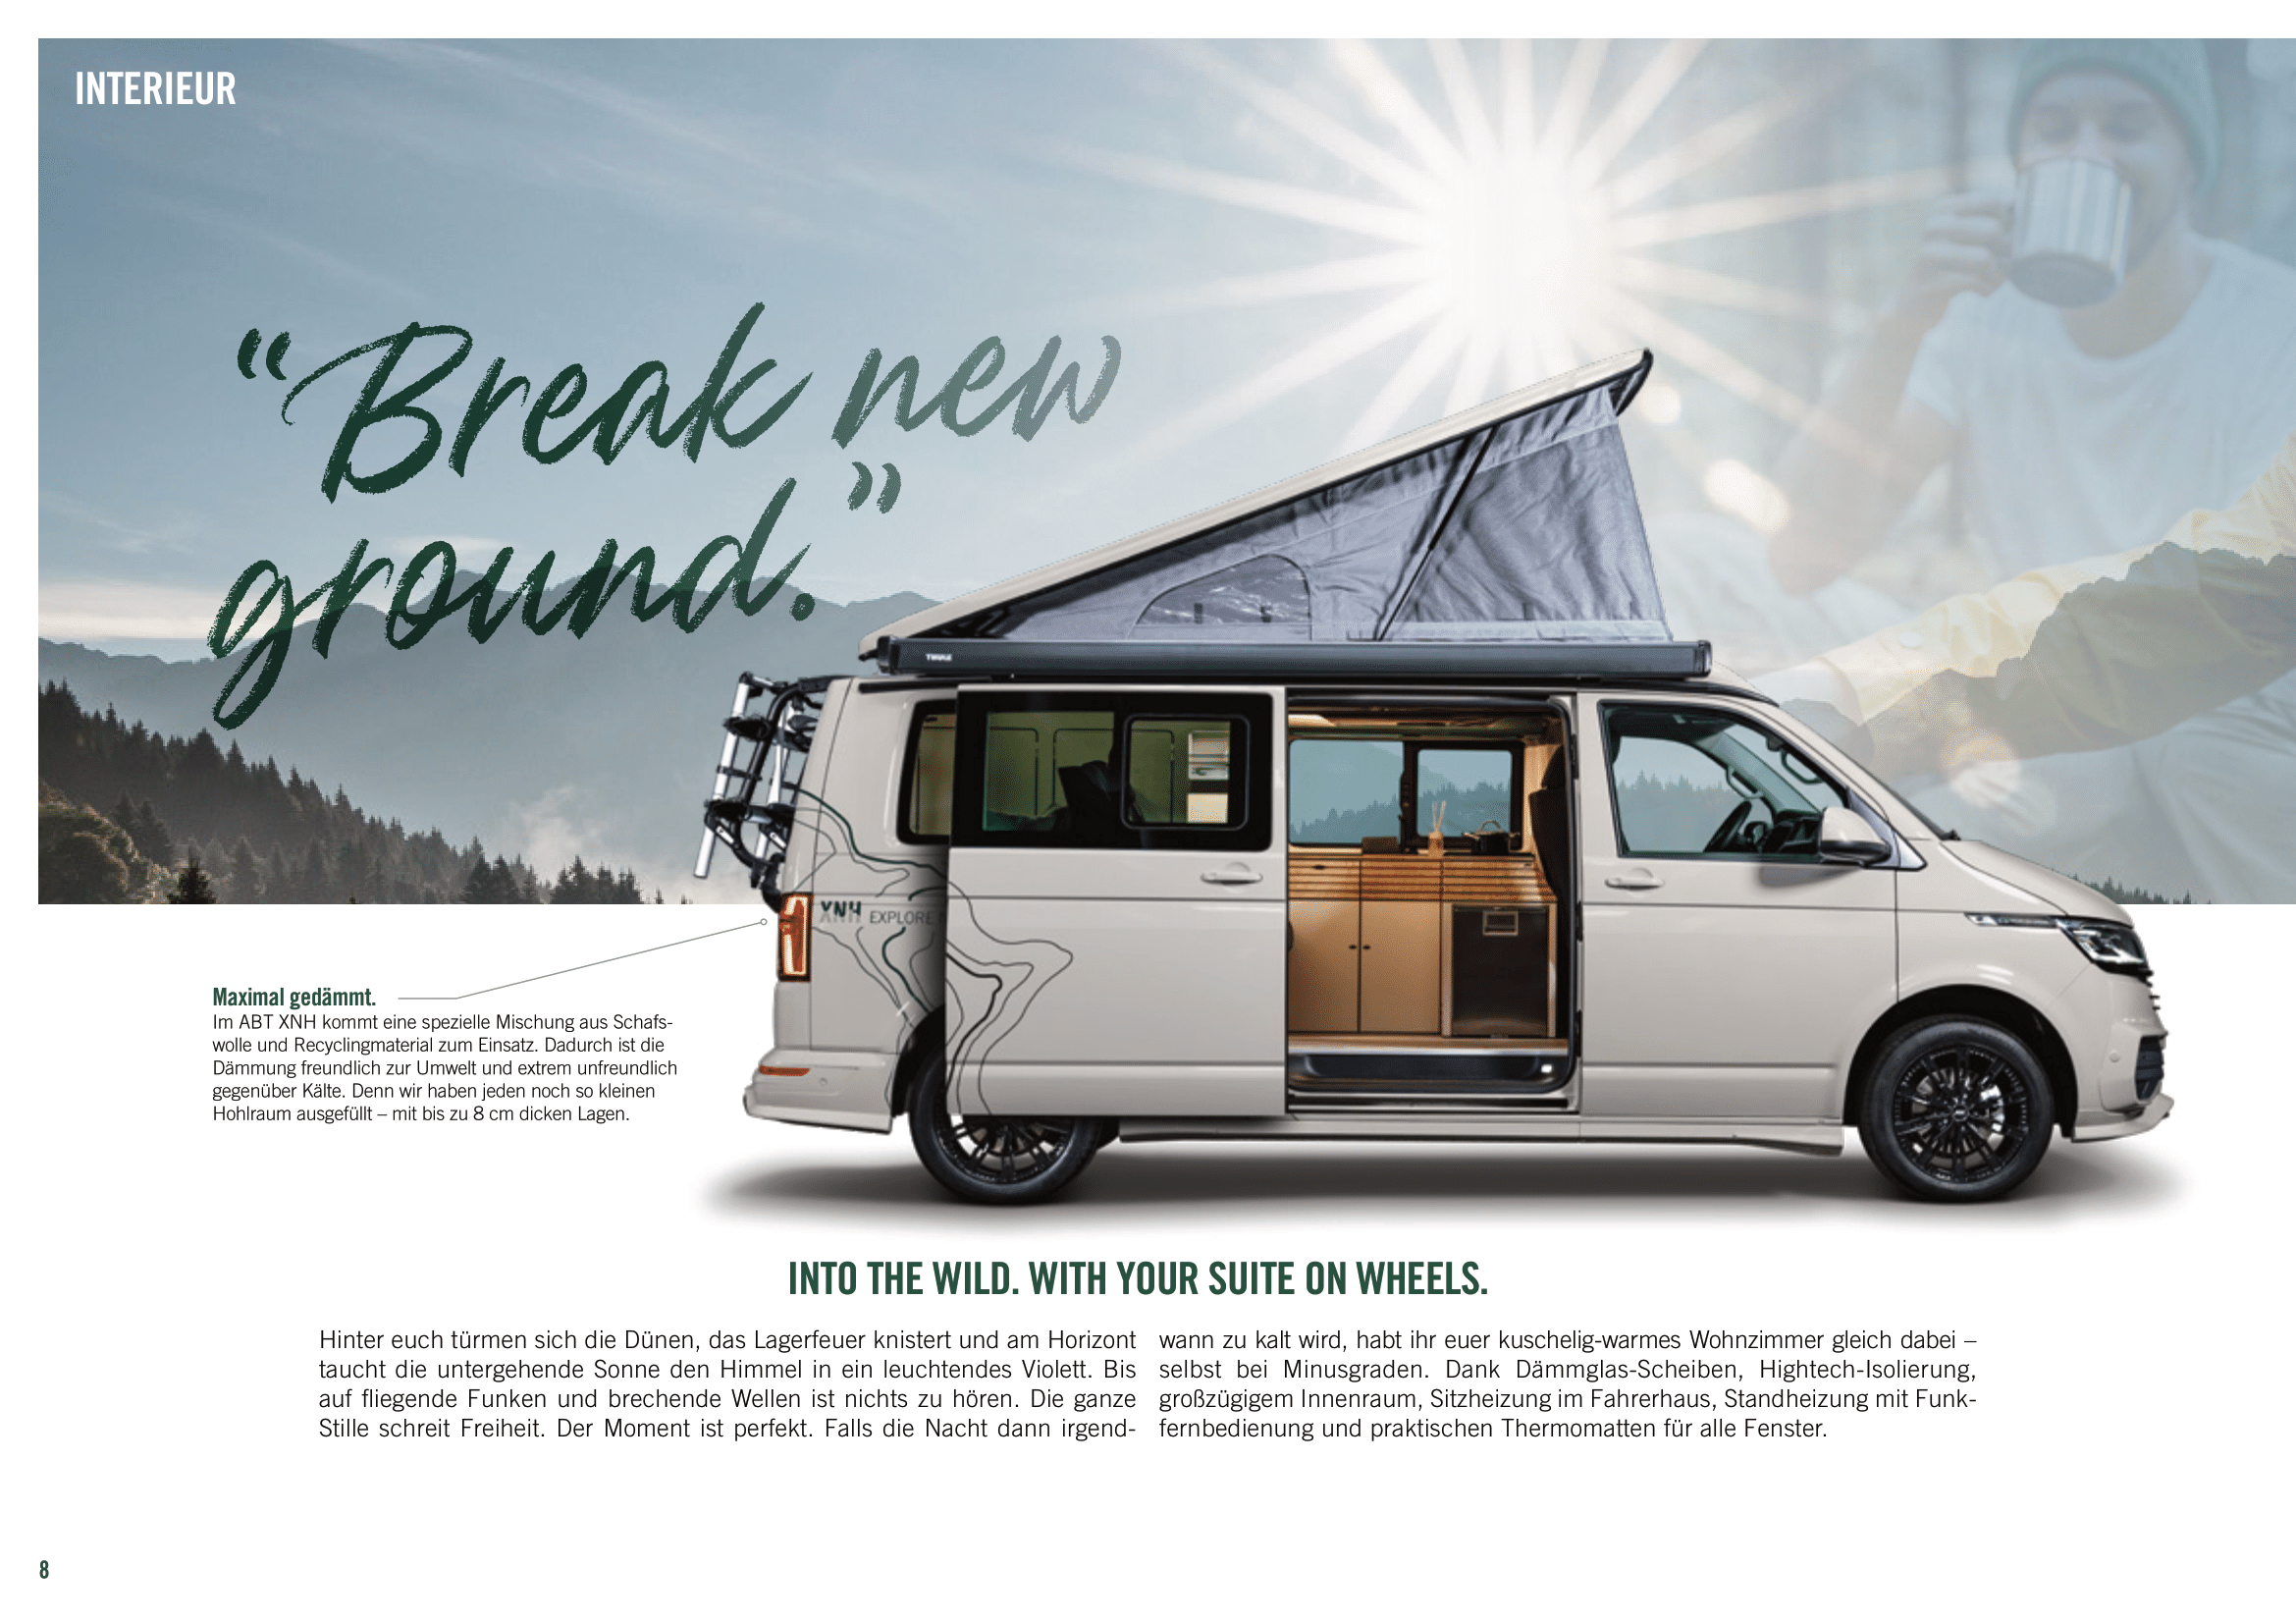 INTERIEUR
“Break new
ground.”
THULE
XNH EXPLORE
Maximal gedämmt.
Im ABT XNH kommt eine spezielle Mischung aus Schafs-
wolle und Recyclingmaterial zum Einsatz. Dadurch ist die
Dämmung freundlich zur Umwelt und extrem unfreundlich
gegenüber Kälte. Denn wir haben jeden noch so kleinen
Hohlraum ausgefüllt – mit bis zu 8 cm dicken Lagen.
INTO THE WILD. WITH YOUR SUITE ON WHEELS.
Hinter euch türmen sich die Dünen, das Lagerfeuer knistert und am Horizont
taucht die untergehende Sonne den Himmel in ein leuchtendes Violett. Bis
auf fliegende Funken und brechende Wellen ist nichts zu hören. Die ganze
Stille schreit Freiheit. Der Moment ist perfekt. Falls die Nacht dann irgend-
wann zu kalt wird, habt ihr euer kuschelig-warmes Wohnzimmer gleich dabei –
selbst bei Minusgraden. Dank Dämmglas-Scheiben, Hightech-Isolierung,
großzügigem Innenraum, Sitzheizung im Fahrerhaus, Standheizung mit Funk-
fernbedienung und praktischen Thermomatten für alle Fenster.
8